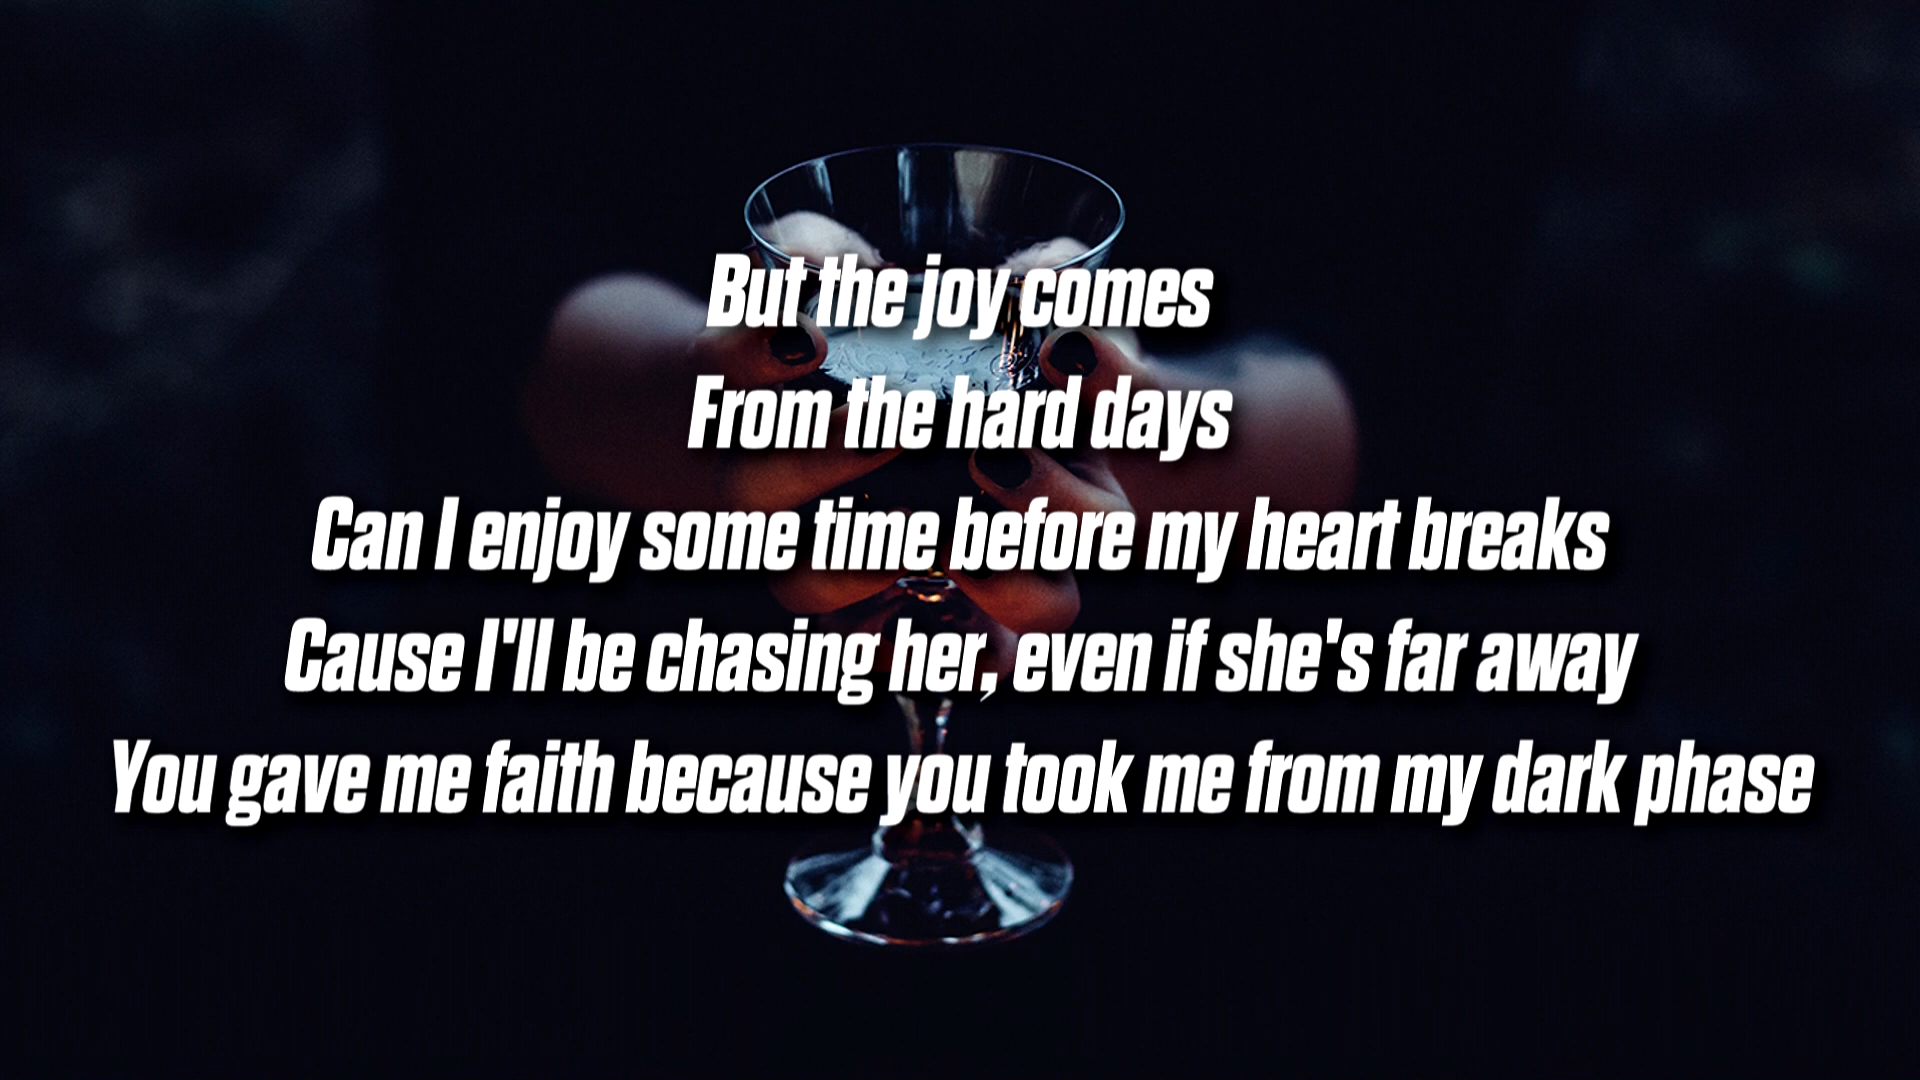 But the joy comes
From the hard days
Can I enjoy some time before my heart breaks
Cause I'll be chasing her, even if she's far away
You gave me faith because you took me from my dark phase